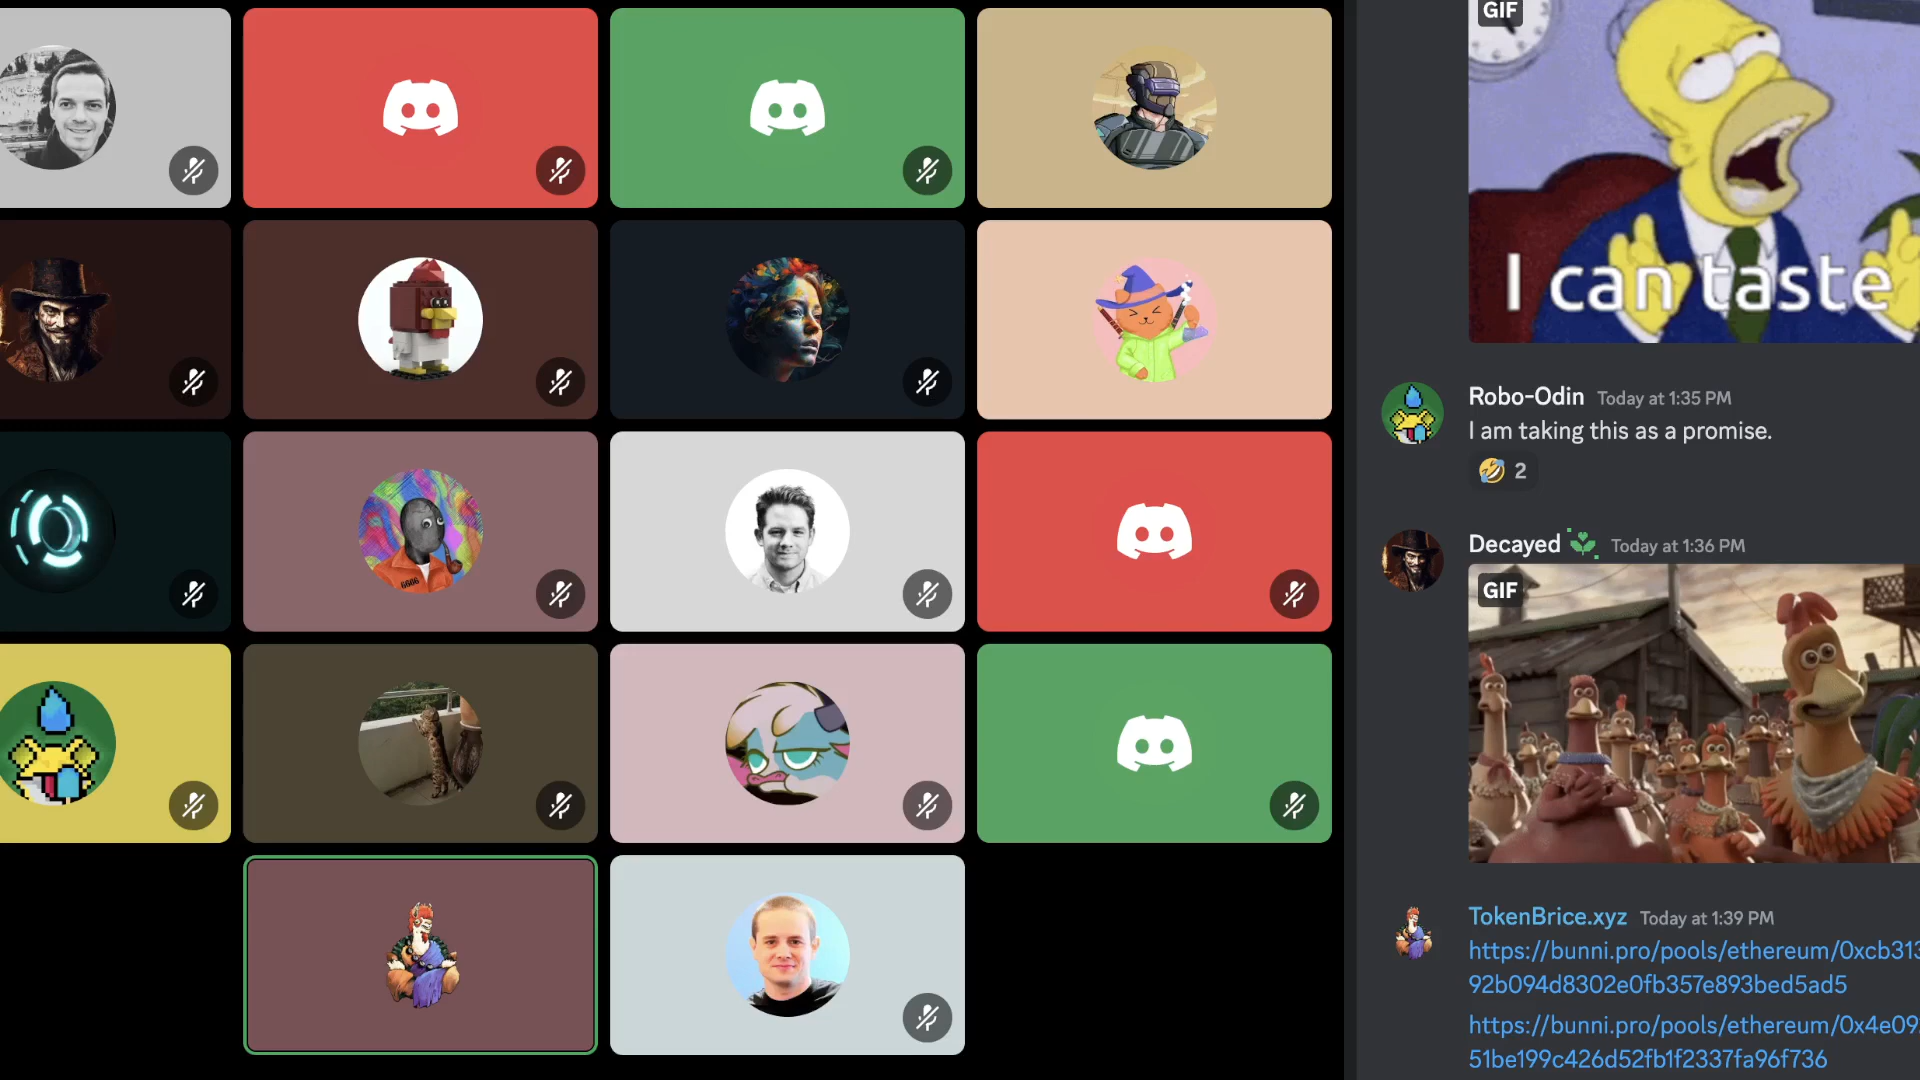 GIF
I can taste
Robo-Odin Today at 1:35 PM
I am taking this as a promise.
2
Decayed Today at 1:36 PM
GIF
TokenBrice.xyz Today at 1:39 PM
https://bunni.pro/pools/ethereum/0xcb313
92b094d8302e0fb357e893bed5ad5
https://bunni.pro/pools/ethereum/0x4e09
51be199c426d52fb1f2337fa96f736
6666